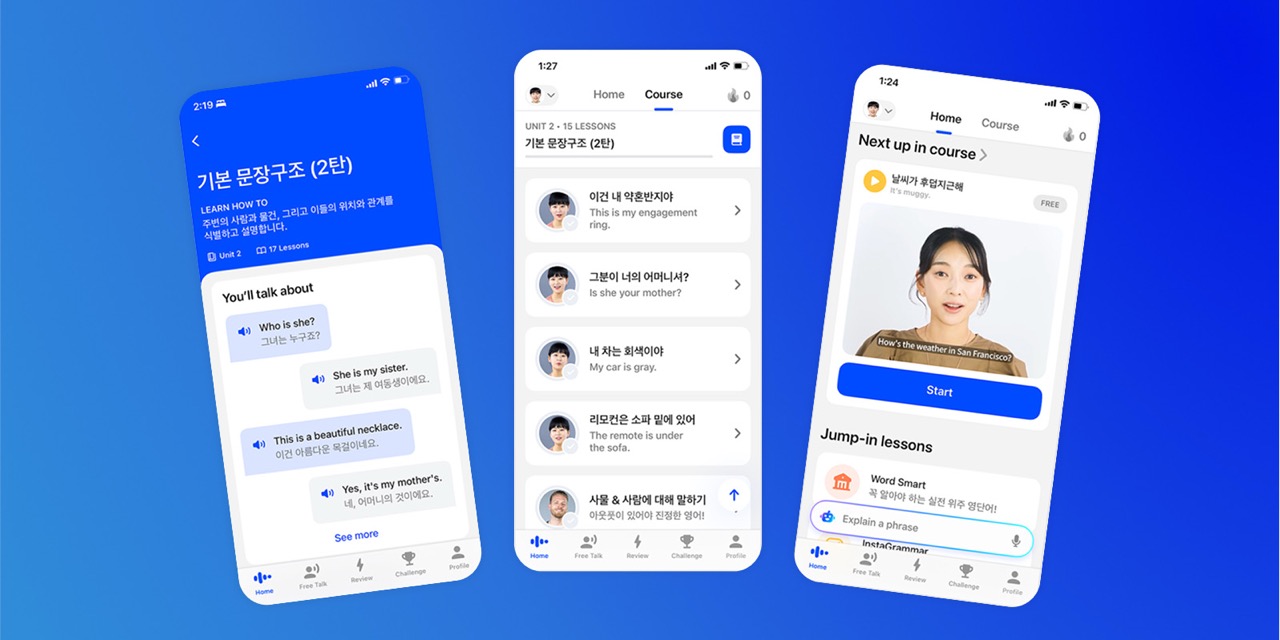 2:19
기본 문장구조 (2탄)
LEARN HOW TO
주변의 사람과 물건, 그리고 이들의 위치와 관계를
식별하고 설명합니다.
Unit 2 17 Lessons
You'll talk about
Who is she?
그녀는 누구죠?
She is my sister.
그녀는 제 여동생이에요.
This is a beautiful necklace.
이건 아름다운 목걸이네요.
Yes, it's my mother's.
네, 어머니의 것이에요.
See more
Home Free Talk Review Challenge Profile
1:27
Home Course 0
UNIT 2 • 15 LESSONS
기본 문장구조 (2탄)
이건 내 약혼반지야
This is my engagement
ring.
그분이 너의 어머니셔?
Is she your mother?
내 차는 회색이야
My car is gray.
리모컨은 소파 밑에 있어
The remote is under
the sofa.
사물 & 사람에 대해 말하기
아웃풋이 있어야 진정한 영어!
Home Free Talk Review Challenge Profile
1:24
Home Course 0
Next up in course
날씨가 후덥지근해
It's muggy.
FREE
How's the weather in San Francisco?
Start
Jump-in lessons
Word Smart
꼭 알아야 하는 실전 위주 영단어!
Explain a phrase
InstaGrammar
Home Free Talk Review Challenge Profile